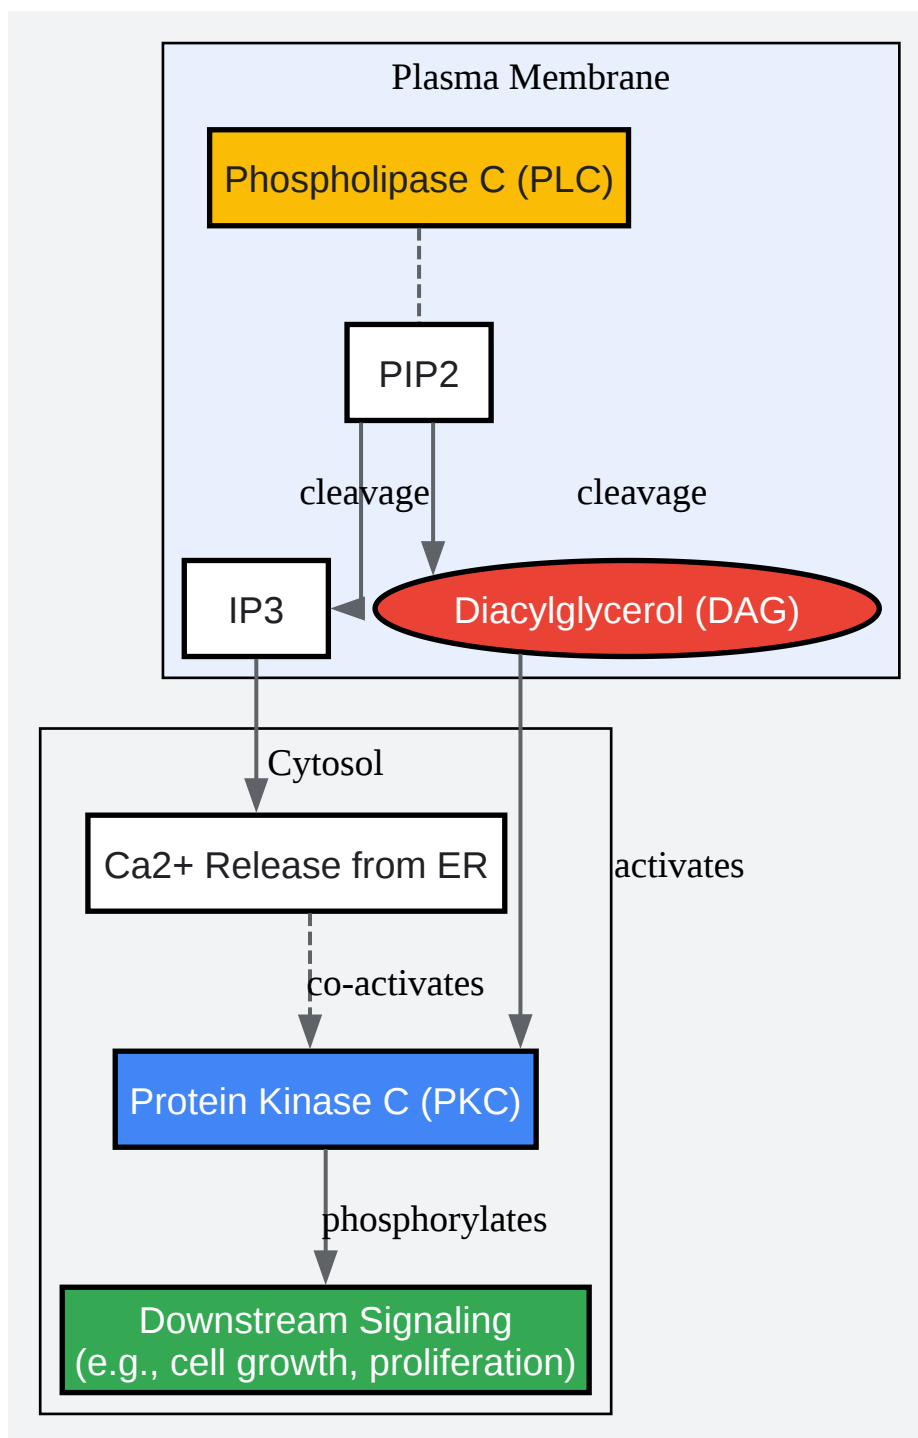 Plasma Membrane
Phospholipase C (PLC)
PIP2
cleavage
cleavage
IP3
Diacylglycerol (DAG)
Cytosol
Ca2+ Release from ER
activates
co-activates
Protein Kinase C (PKC)
phosphorylates
Downstream Signaling
(e.g., cell growth, proliferation)